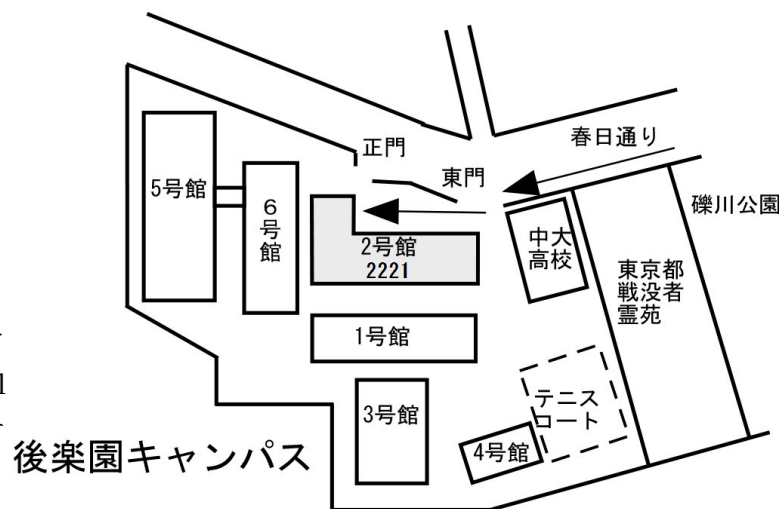 正門
春日通り
東門
5号館
6号館
礫川公園
中大
高校
2号館
2221
東京都
戦没者
霊苑
1号館
テニス
コート
3号館
4号館
後楽園キャンパス